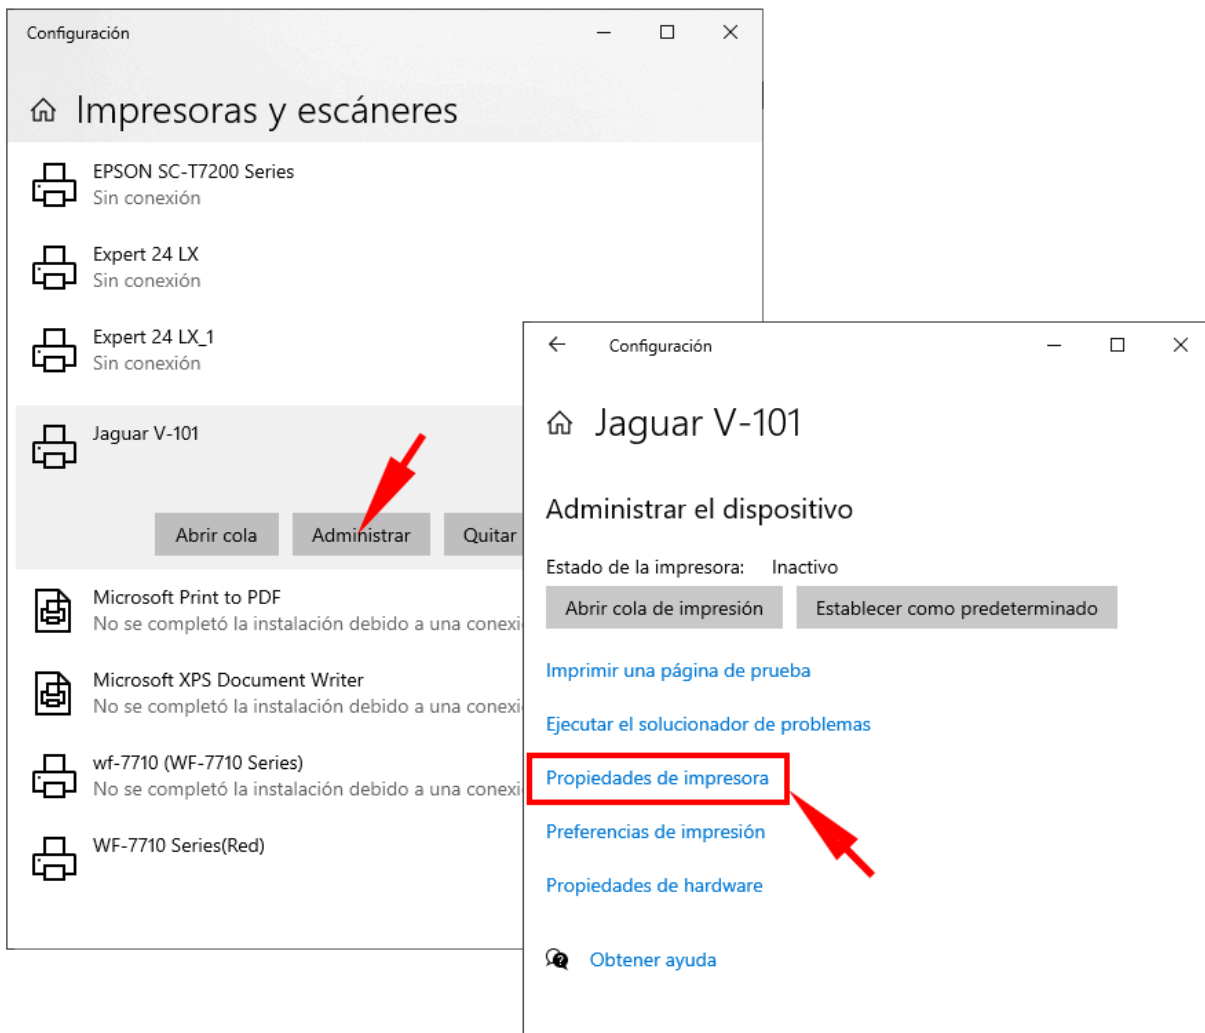 Configuración
Impresoras y escáneres
EPSON SC-T7200 Series
Sin conexión
Expert 24 LX
Sin conexión
Expert 24 LX_1
Sin conexión
Jaguar V-101
Abrir cola
Administrar
Quitar
Microsoft Print to PDF
No se completó la instalación debido a una conexi
Microsoft XPS Document Writer
No se completó la instalación debido a una conexi
wf-7710 (WF-7710 Series)
No se completó la instalación debido a una conexi
WF-7710 Series(Red)
Configuración
Jaguar V-101
Administrar el dispositivo
Estado de la impresora: Inactivo
Abrir cola de impresión
Establecer como predeterminado
Imprimir una página de prueba
Ejecutar el solucionador de problemas
Propiedades de impresora
Preferencias de impresión
Propiedades de hardware
Obtener ayuda